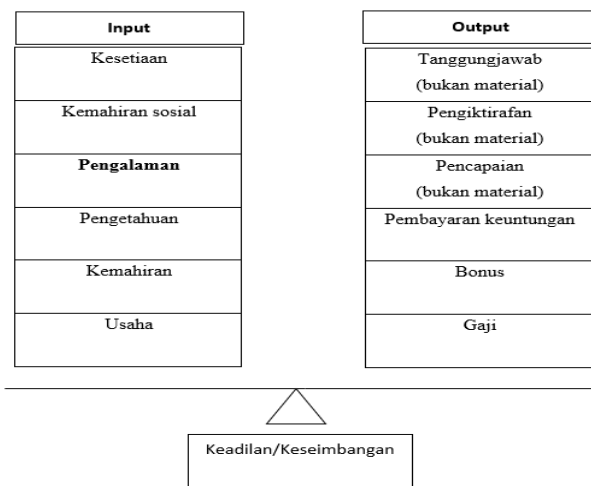 Input
Kesetiaan
Kemahiran sosial
Pengalaman
Pengetahuan
Kemahiran
Usaha
Output
Tanggungjawab
(bukan material)
Pengiktirafan
(bukan material)
Pencapaian
(bukan material)
Pembayaran keuntungan
Bonus
Gaji
Keadilan/Keseimbangan